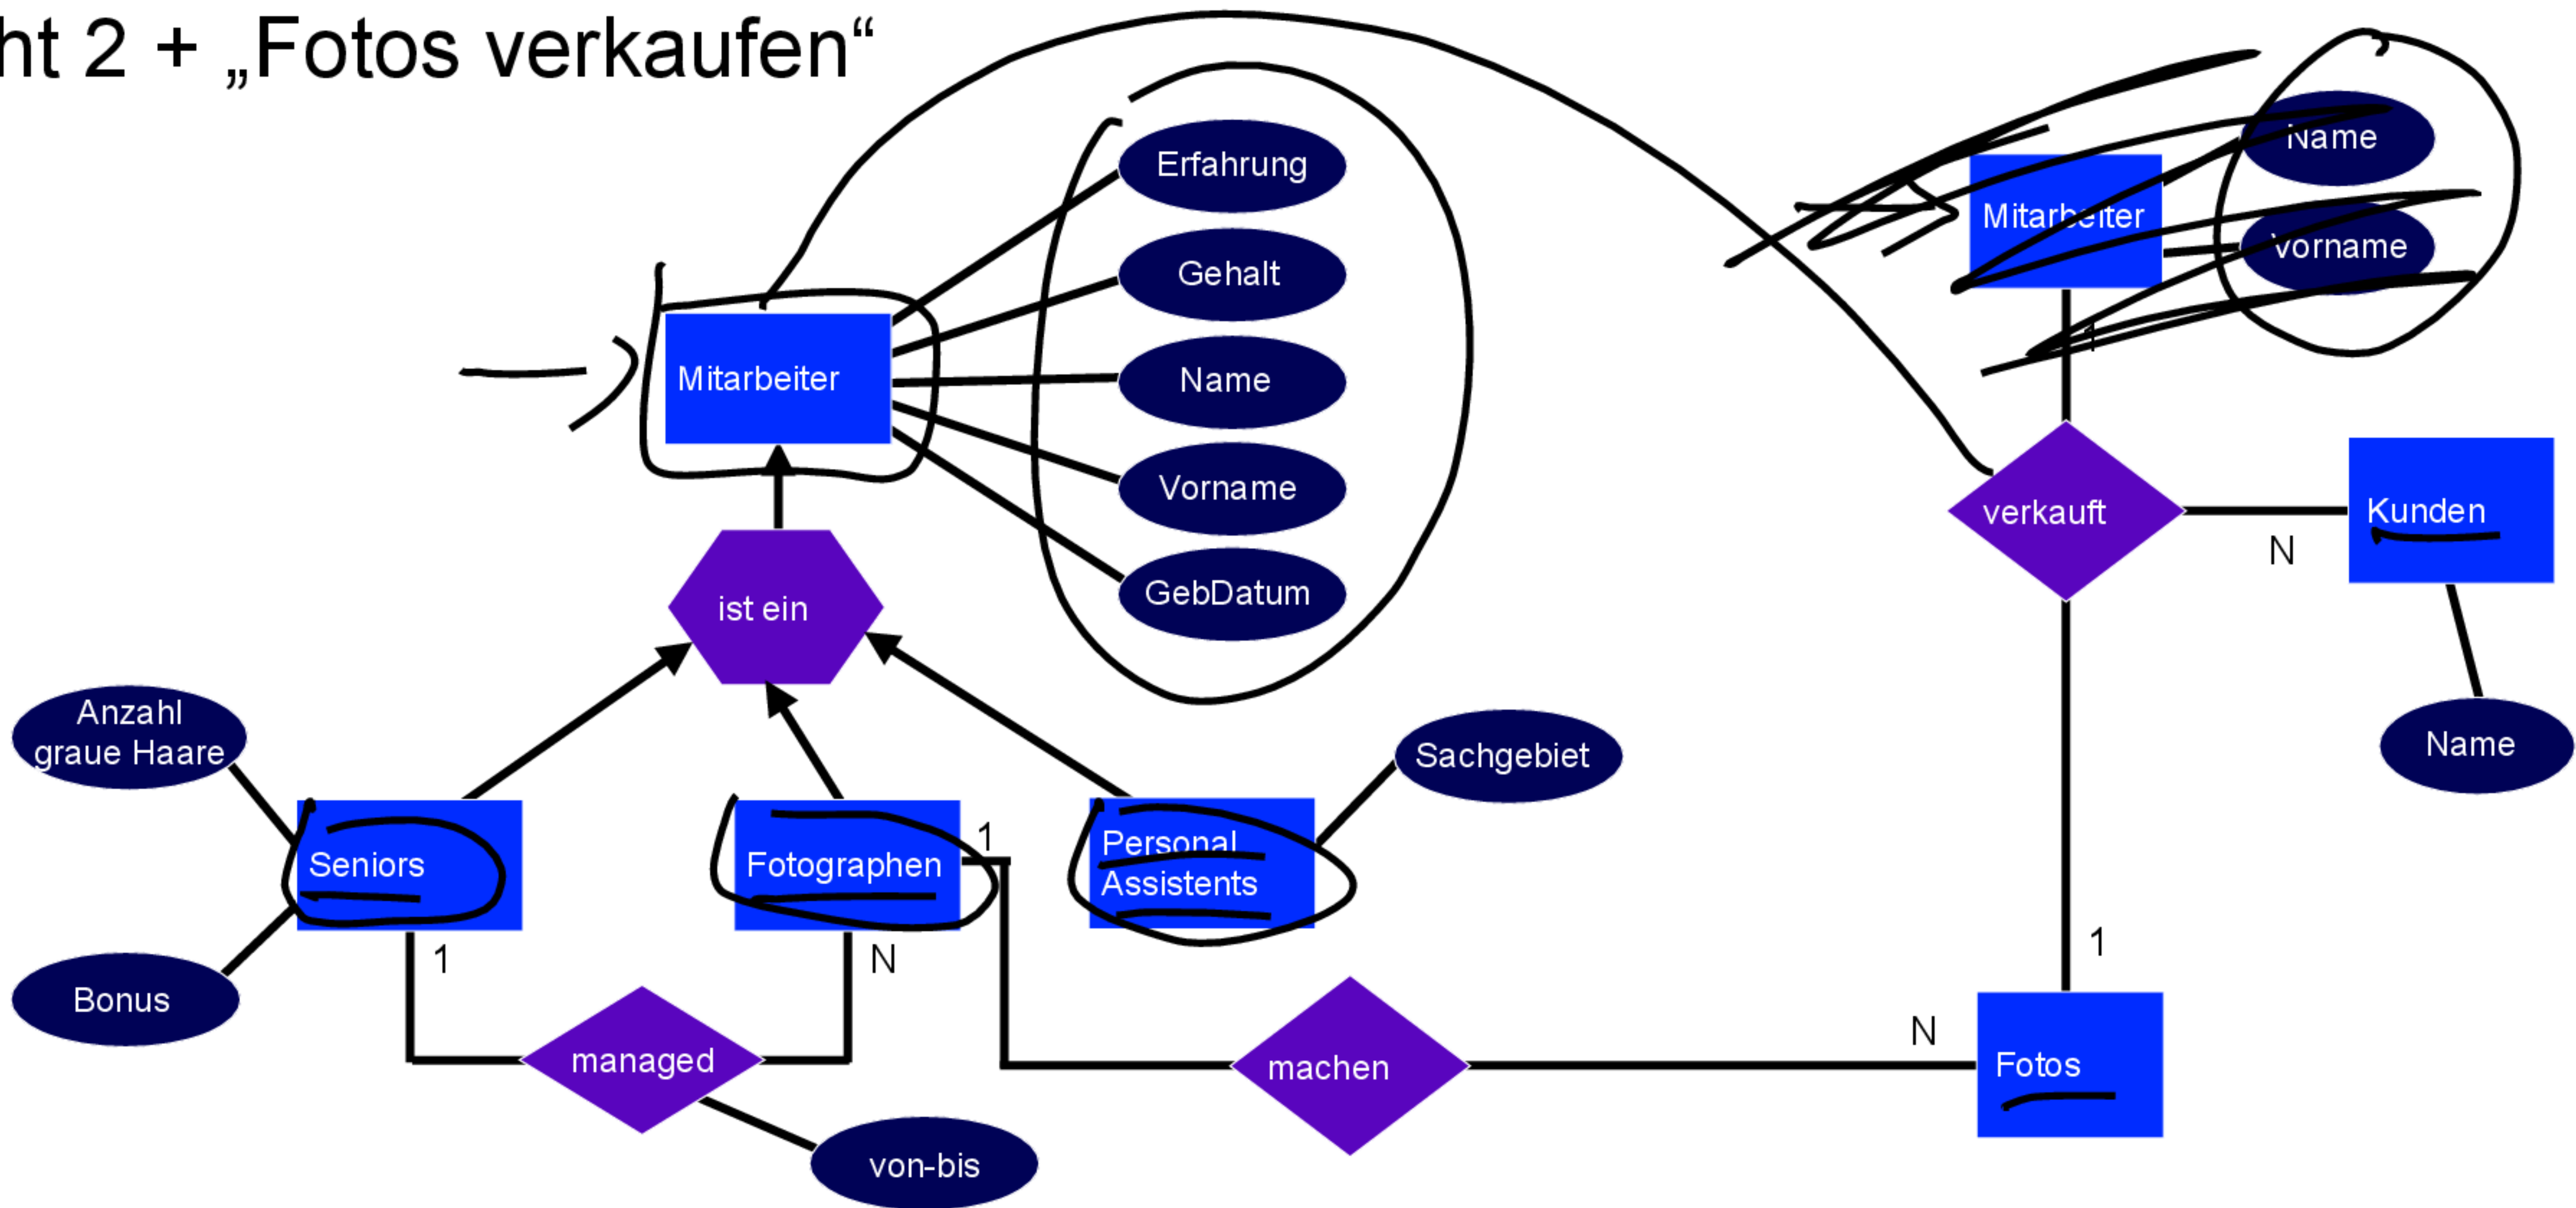 ht 2 + „Fotos verkaufen“
Erfahrung
Gehalt
Name
Vorname
GebDatum
Mitarbeiter
ist ein
Anzahl
graue Haare
Bonus
Seniors
Fotographen
Personal
Assistents
Sachgebiet
1
N
1
managed
von-bis
machen
N
Fotos
1
verkauft
N
Kunden
Name
Mitarbeiter
Name
Vorname
1